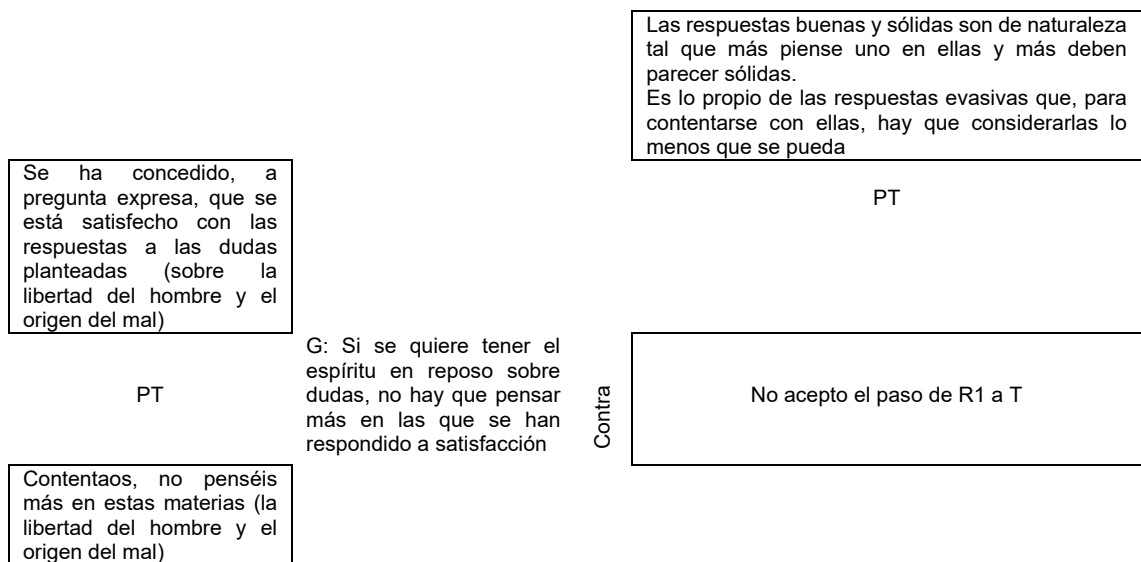 Las respuestas buenas y sólidas son de naturaleza
tal que más piense uno en ellas y más deben
parecer sólidas.
Es lo propio de las respuestas evasivas que, para
contentarse con ellas, hay que considerarlas lo
menos que se pueda
Se ha concedido, a
pregunta expresa, que se
está satisfecho con las
respuestas a las dudas
planteadas (sobre la
libertad del hombre y el
origen del mal)
PT
G: Si se quiere tener el
espíritu en reposo sobre
dudas, no hay que pensar
más en las que se han
respondido a satisfacción
PT
Contra
No acepto el paso de R1 a T
Contentaos, no penséis
más en estas materias (la
libertad del hombre y el
origen del mal)